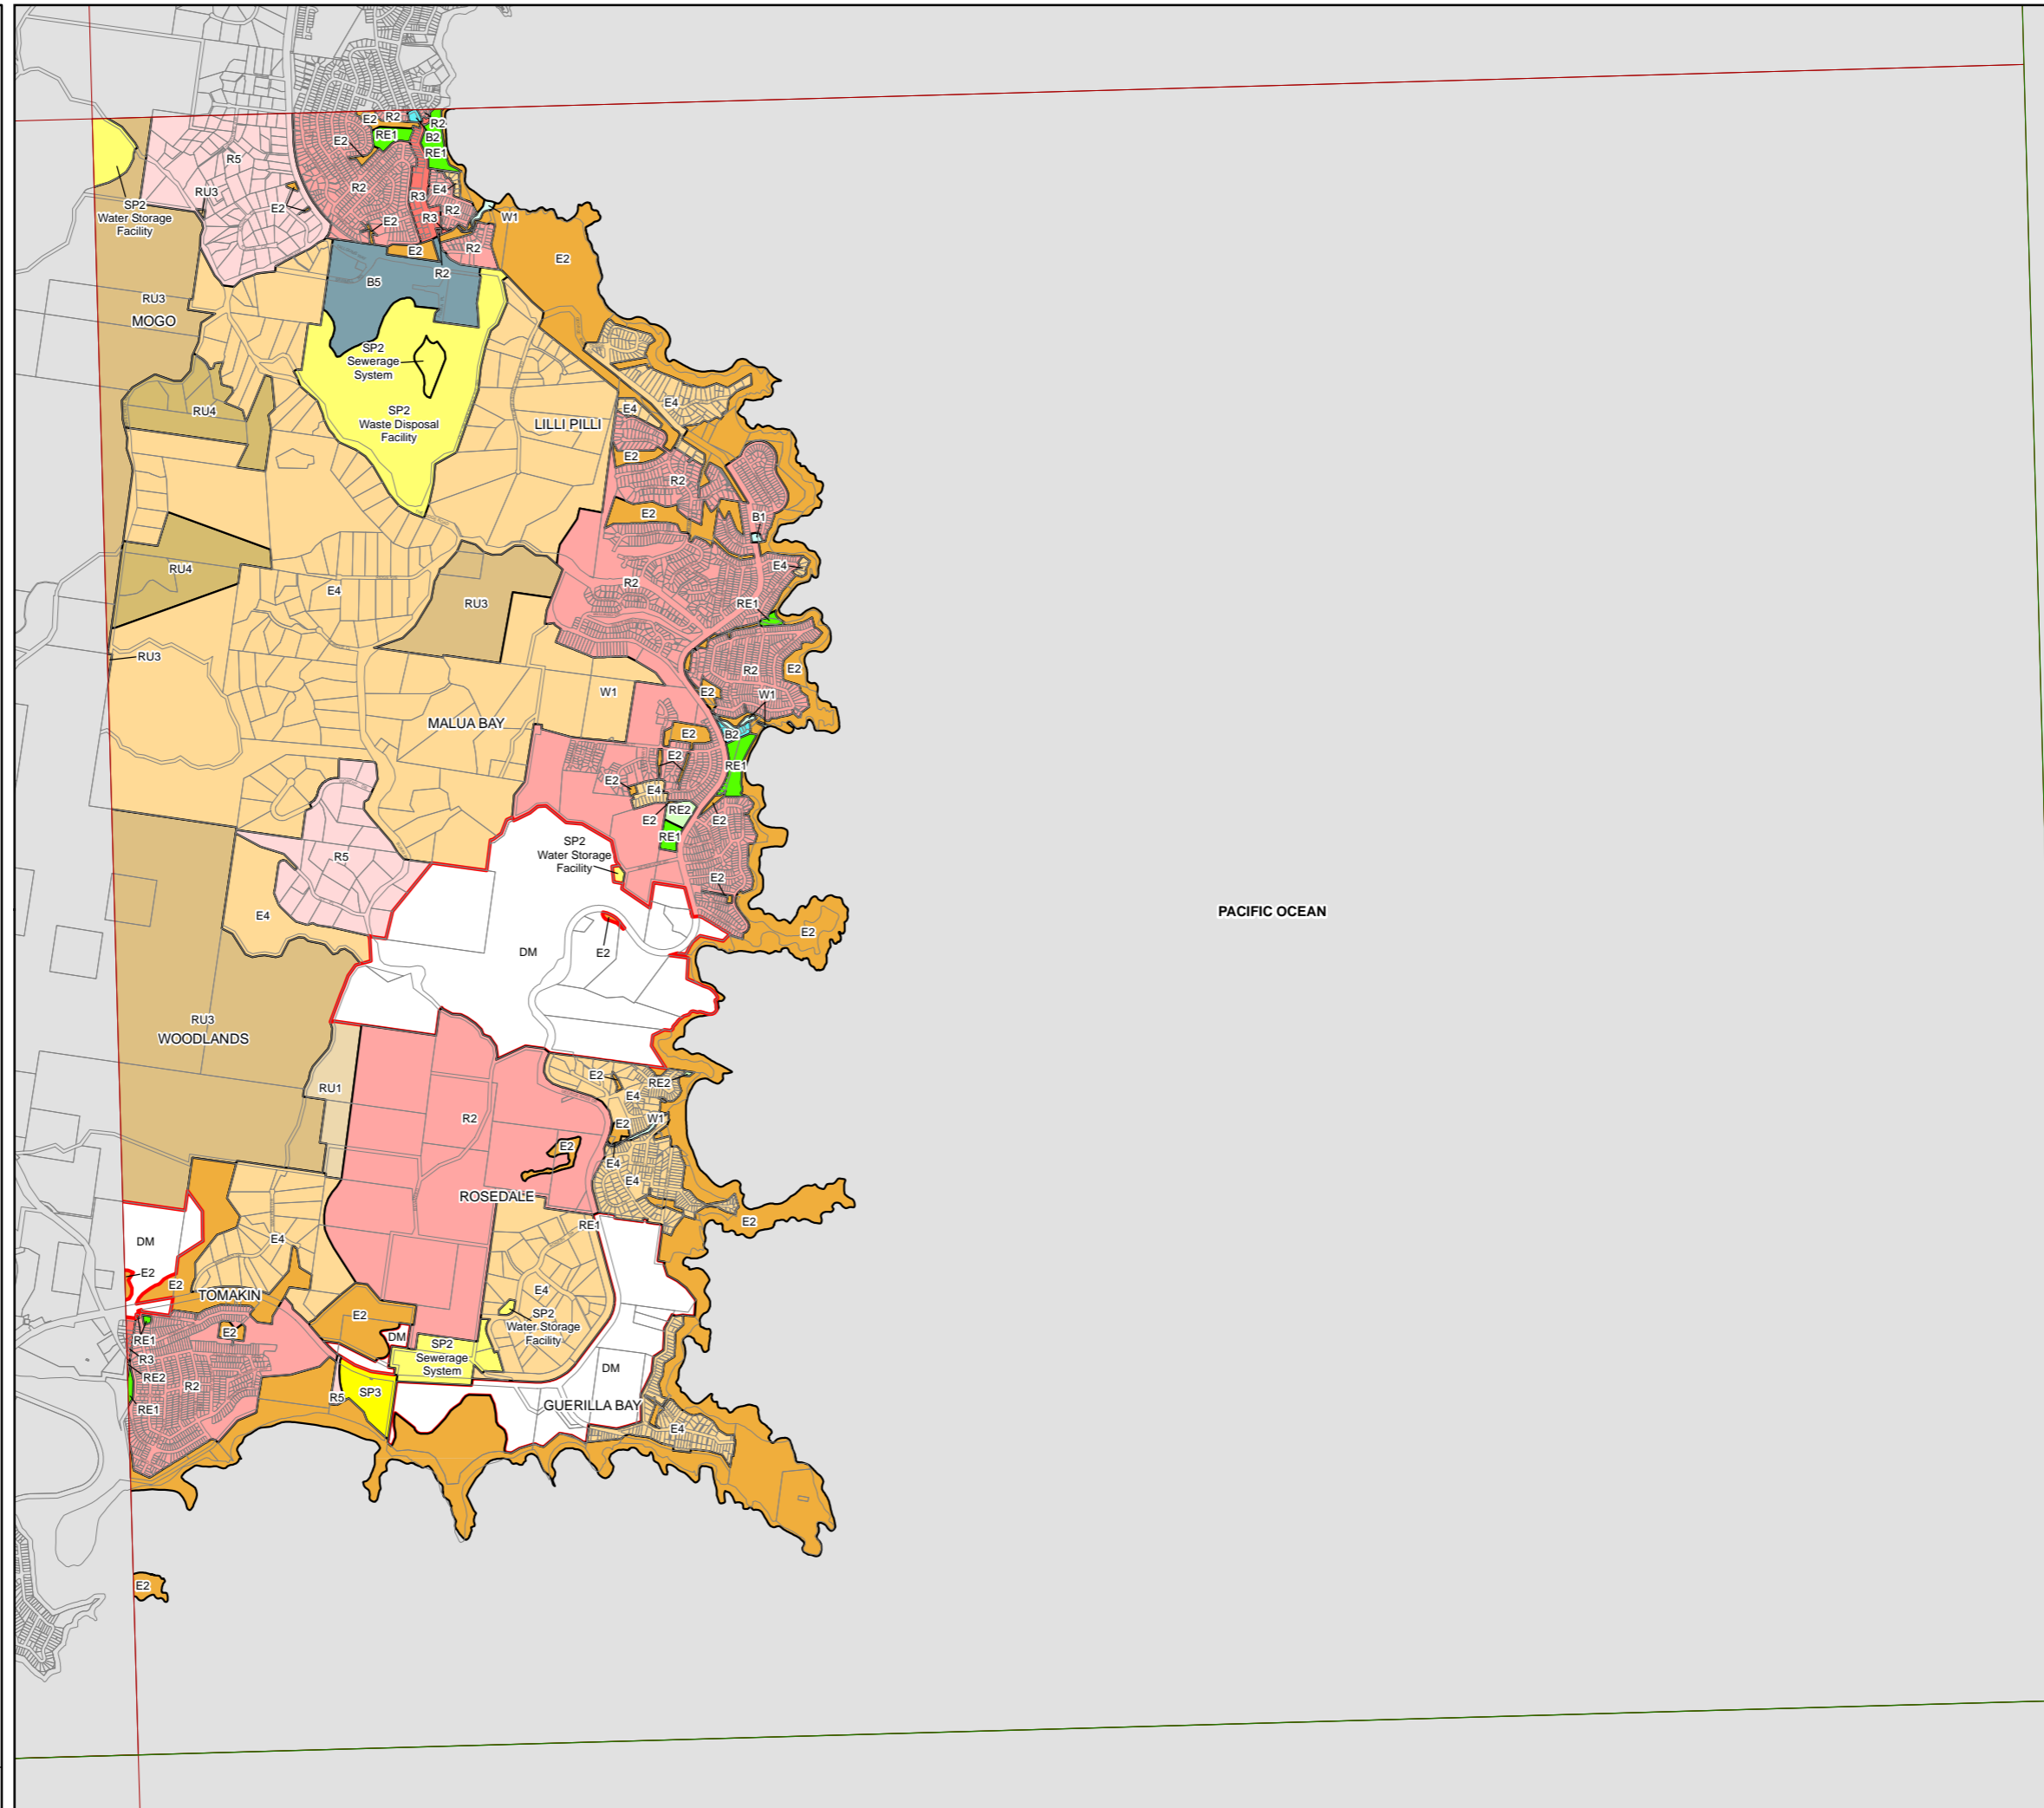 E2
R2
R2
B2
RE1
E2
RE1
R5
R2
RU3
E4
R3
SP2
Water Storage
Facility
E2
R2
R3
W1
E2
E2
R2
E2
B5
R2
RU3
MOGO
SP2
Sewerage
System
RU4
E4
E4
SP2
Waste Disposal
Facility
LILLI PILLI
E2
R2
E2
B1
RU4
E4
E4
R2
RU3
RE1
RU3
R2
E2
W1
E2
W1
MALUA BAY
E2
B2
E2
RE1
E2
E4
RE2
E2
E2
RE1
SP2
Water Storage
Facility
R5
E2
E4
PACIFIC OCEAN
E2
DM
E2
RU3
WOODLANDS
E2
RE2
RU1
E4
R2
W1
E2
E2
E4
E4
ROSEDALE
E2
RE1
DM
E4
E2
E2
TOMAKIN
E4
E2
SP2
Water Storage
Facility
E2
DM
RE1
SP2
Sewerage
System
R3
RE2
R2
DM
R5
SP3
RE1
GUERILLA BAY
E4
E2